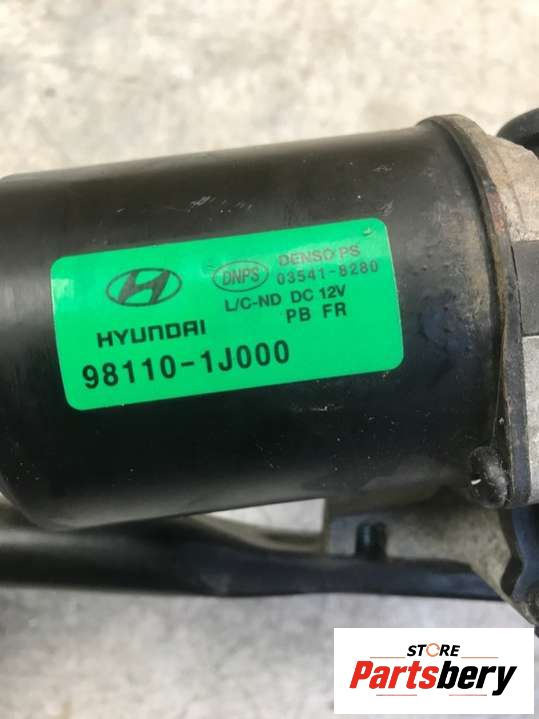 DNPS
DENSO PS
03541-8280
L/C-ND DC 12V
PB FR
HYUNDAI
98110-1J000
STORE
Partsbery